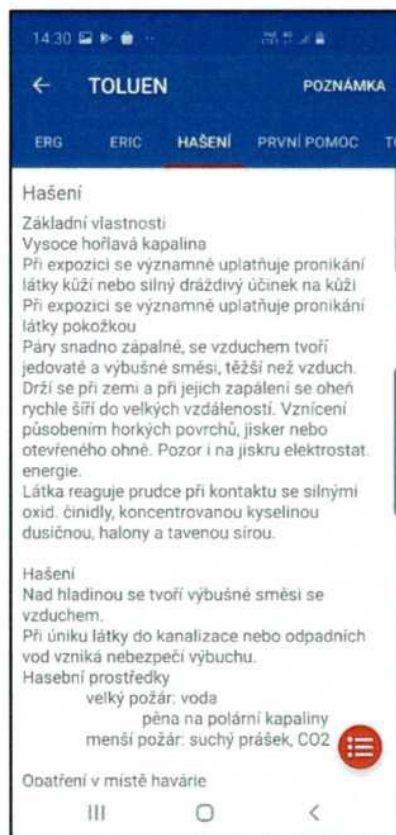 14:30
← TOLUEN POZNÁMKA
ERG ERIC HAŠENÍ PRVNÍ POMOC
Hašení
Základní vlastnosti
Vysoce hořlavá kapalina
Při expozici se významně uplatňuje pronikání
látky kůží nebo silný dráždivý účinek na kůži
Při expozici se významně uplatňuje pronikání
látky pokožkou
Páry snadno zápalné, se vzduchem tvoří
jedovaté a výbušné směsi, těžší než vzduch.
Drží se při zemi a při jejich zapálení se oheň
rychle šíří do velkých vzdáleností. Vznícení
působením horkých povrchů, jisker nebo
otevřeného ohně. Pozor i na jiskru elektrostat.
energie.
Látka reaguje prudce při kontaktu se silnými
oxid. činidly, koncentrovanou kyselinou
dusičnou, halony a tavenou sírou.
Hašení
Nad hladinou se tvoří výbušné směsi se
vzduchem.
Při úniku látky do kanalizace nebo odpadních
vod vzniká nebezpečí výbuchu.
Hasební prostředky
velký požár: voda
pěna na polární kapaliny
menší požár: suchý prášek, CO2
Opatření v místě havárie